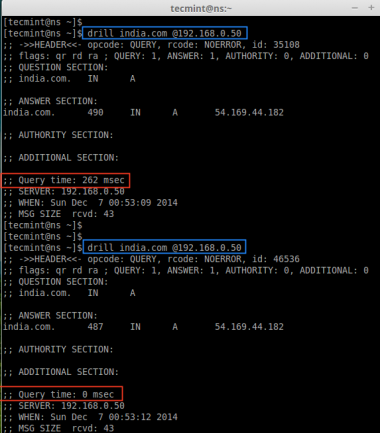 tecmint@ns:~
[tecmint@ns ~]$
[tecmint@ns ~]$ drill india.com @192.168.0.50
;; ->>HEADER<<- opcode: QUERY, rcode: NOERROR, id: 35108
;; flags: qr rd ra ; QUERY: 1, ANSWER: 1, AUTHORITY: 0, ADDITIONAL: 0
;; QUESTION SECTION:
;; india.com. IN A
;; ANSWER SECTION:
india.com. 490 IN A 54.169.44.182
;; AUTHORITY SECTION:
;; ADDITIONAL SECTION:
;; Query time: 262 msec
;; SERVER: 192.168.0.50
;; WHEN: Sun Dec 7 00:53:09 2014
;; MSG SIZE rcvd: 43
[tecmint@ns ~]$
[tecmint@ns ~]$
[tecmint@ns ~]$ drill india.com @192.168.0.50
;; ->>HEADER<<- opcode: QUERY, rcode: NOERROR, id: 46536
;; flags: qr rd ra ; QUERY: 1, ANSWER: 1, AUTHORITY: 0, ADDITIONAL: 0
;; QUESTION SECTION:
;; india.com. IN A
;; ANSWER SECTION:
india.com. 487 IN A 54.169.44.182
;; AUTHORITY SECTION:
;; ADDITIONAL SECTION:
;; Query time: 0 msec
;; SERVER: 192.168.0.50
;; WHEN: Sun Dec 7 00:53:12 2014
;; MSG SIZE rcvd: 43